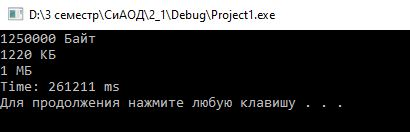 D:\3 семестр\СиАОД\2_1\Debug\Project1.exe
1250000 Байт
1220 КБ
1 МБ
Time: 261211 ms
Для продолжения нажмите любую клавишу . . .